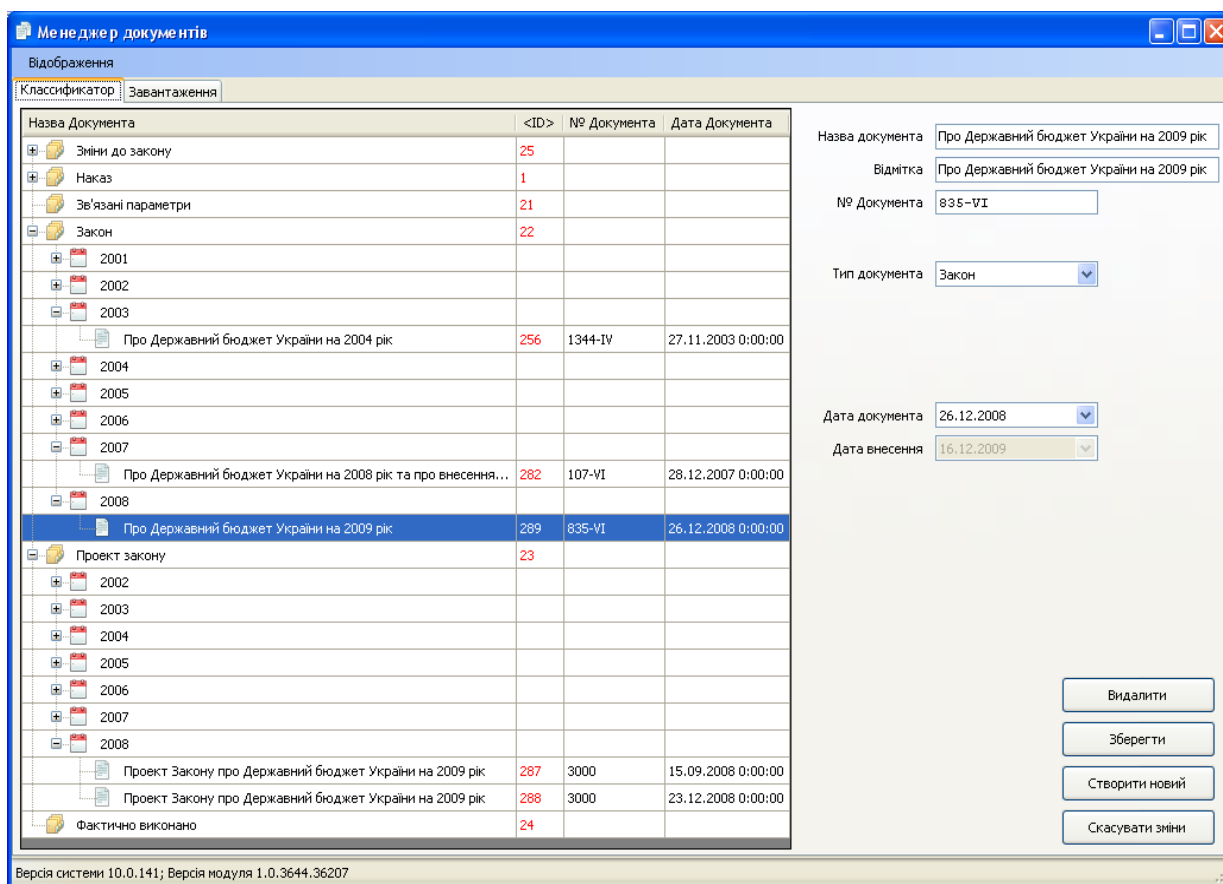 Менеджер документів
Відображення
Классификатор Завантаження
Назва Документа <ID> № Документа Дата Документа
Зміни до закону 25
Наказ 1
Зв'язані параметри 21
Закон 22
2001
2002
2003
Про Державний бюджет України на 2004 рік 256 1344-IV 27.11.2003 0:00:00
2004
2005
2006
2007
Про Державний бюджет України на 2008 рік та про внесення... 282 107-VI 28.12.2007 0:00:00
2008
Про Державний бюджет України на 2009 рік 289 835-VI 26.12.2008 0:00:00
Проект закону 23
2002
2003
2004
2005
2006
2007
2008
Проект Закону про Державний бюджет України на 2009 рік 287 3000 15.09.2008 0:00:00
Проект Закону про Державний бюджет України на 2009 рік 288 3000 23.12.2008 0:00:00
Фактично виконано 24
Назва документа Про Державний бюджет України на 2009 рік
Відмітка Про Державний бюджет України на 2009 рік
№ Документа 835-VI
Тип документа Закон
Дата документа 26.12.2008
Дата внесення 16.12.2009
Видалити
Зберегти
Створити новий
Скасувати зміни
Версія системи 10.0.141; Версія модуля 1.0.3644.36207